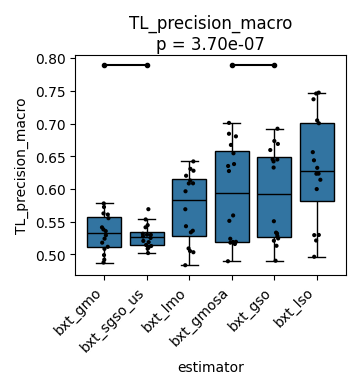 TL_precision_macro
p = 3.70e-07
TL_precision_macro
0.80
0.75
0.70
0.65
0.60
0.55
0.50
bxt_gmo
bxt_sgso_us
bxt_lmo
bxt_gmosa
bxt_gso
bxt_lso
estimator